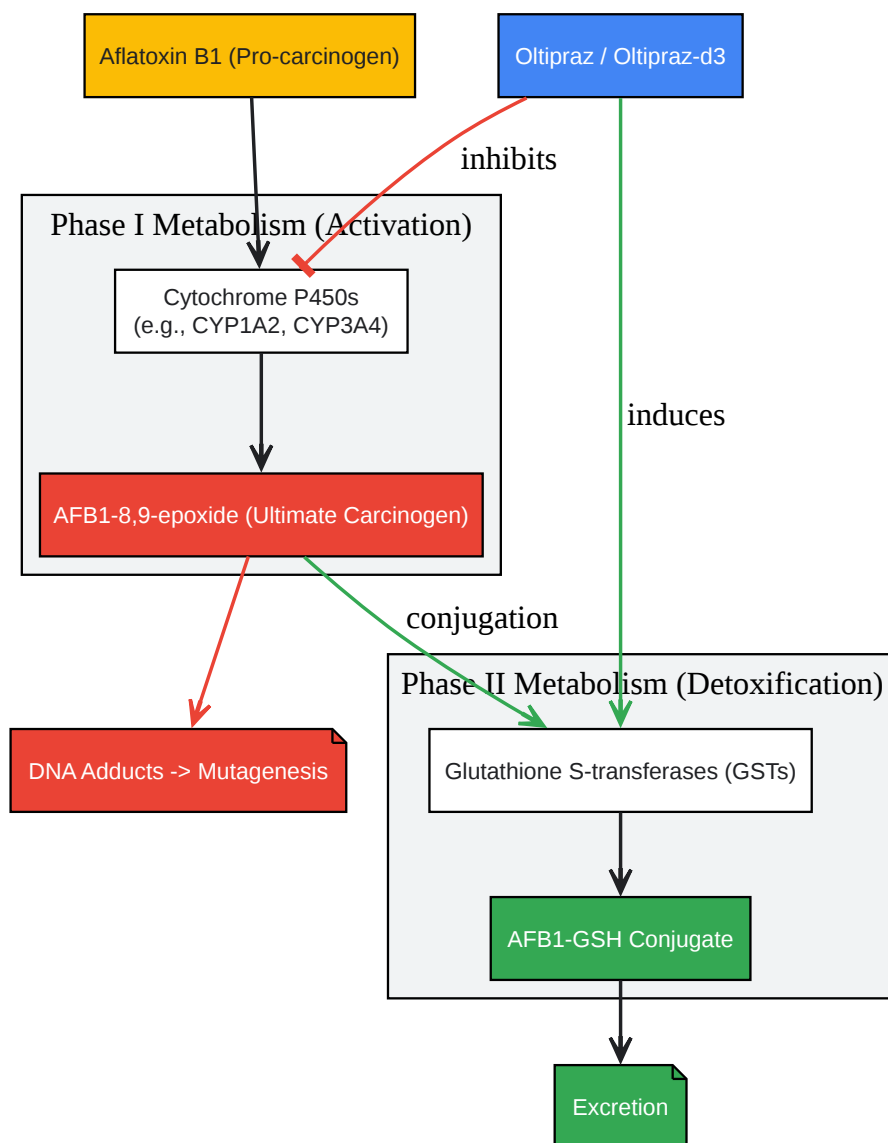 Aflatoxin B1 (Pro-carcinogen)
Oltipraz / Oltipraz-d3
inhibits
Phase I Metabolism (Activation)
Cytochrome P450s
(e.g., CYP1A2, CYP3A4)
induces
AFB1-8,9-epoxide (Ultimate Carcinogen)
conjugation
Phase II Metabolism (Detoxification)
DNA Adducts -> Mutagenesis
Glutathione S-transferases (GSTs)
AFB1-GSH Conjugate
Excretion